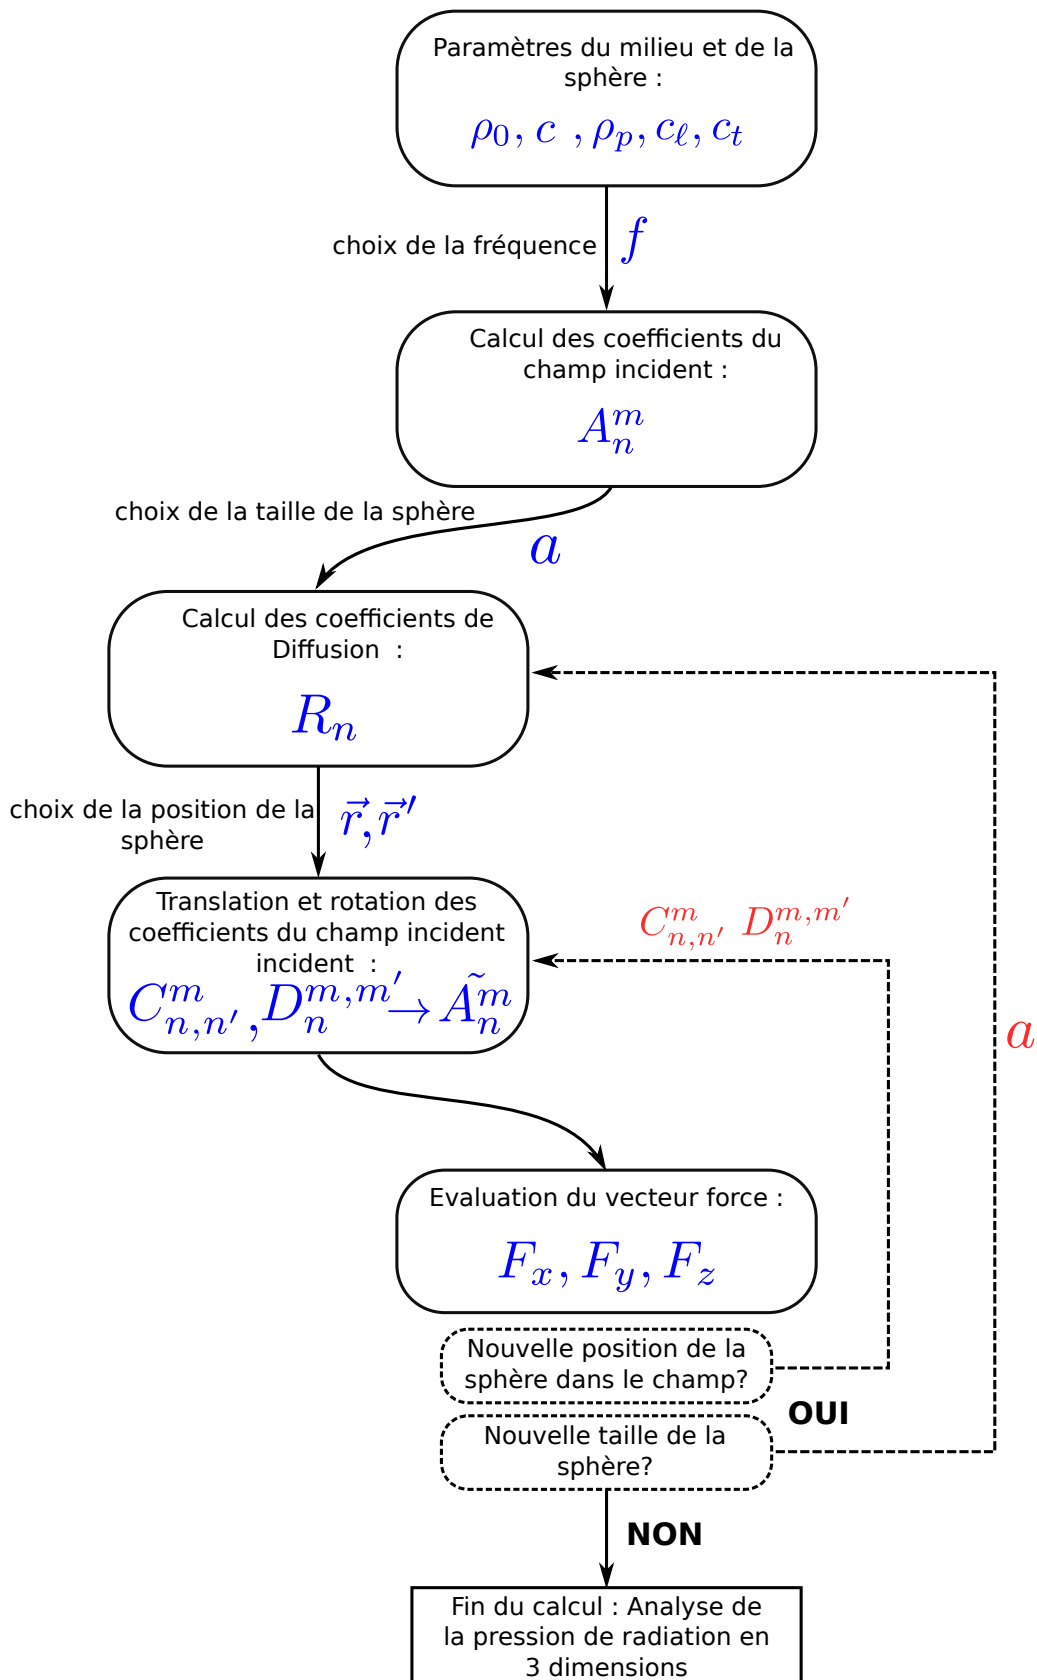 Paramètres du milieu et de la
sphère :
ρ₀, c , ρ_p, c_ℓ, c_t
choix de la fréquence
f
Calcul des coefficients du
champ incident :
A_n^m
choix de la taille de la sphère
a
Calcul des coefficients de
Diffusion :
R_n
choix de la position de la
sphère
r⃗, r⃗ ′
Translation et rotation des
coefficients du champ incident
incident :
C_{n,n′}^m, D_n^{m,m′} → Ã_n^m
C_{n,n′}^m D_n^{m,m′}
a
Evaluation du vecteur force :
F_x, F_y, F_z
Nouvelle position de la
sphère dans le champ?
OUI
Nouvelle taille de la
sphère?
NON
Fin du calcul : Analyse de
la pression de radiation en
3 dimensions